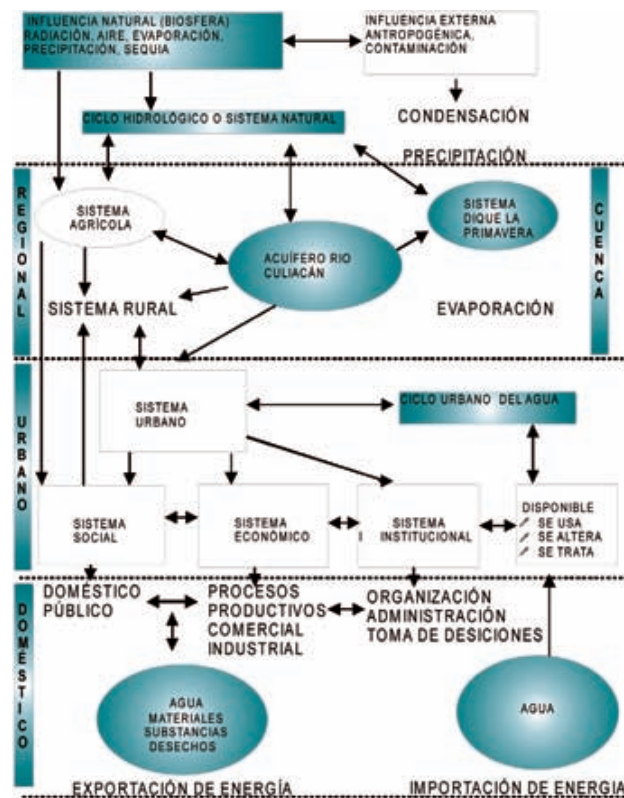 INFLUENCIA NATURAL (BIOSFERA)
RADIACIÓN, AIRE, EVAPORACIÓN,
PRECIPITACIÓN, SEQUIA
INFLUENCIA EXTERNA
ANTROPOGÉNICA,
CONTAMINACIÓN
CICLO HIDROLÓGICO O SISTEMA NATURAL
CONDENSACIÓN
PRECIPITACIÓN
REGIONAL
SISTEMA
AGRÍCOLA
ACUÍFERO RIO
CULIACÁN
SISTEMA
DIQUE LA
PRIMAVERA
CUENCA
SISTEMA RURAL
EVAPORACIÓN
URBANO
SISTEMA
URBANO
CICLO URBANO DEL AGUA
SISTEMA
SOCIAL
SISTEMA
ECONÓMICO
SISTEMA
INSTITUCIONAL
DISPONIBLE
SE USA
SE ALTERA
SE TRATA
DOMÉSTICO
DOMÉSTICO
PÚBLICO
PROCESOS
PRODUCTIVOS
COMERCIAL
INDUSTRIAL
ORGANIZACIÓN
ADMINISTRACIÓN
TOMA DE DESICIONES
AGUA
MATERIALES
SUBSTANCIAS
DESECHOS
AGUA
EXPORTACIÓN DE ENERGÍA
IMPORTACIÓN DE ENERGIA